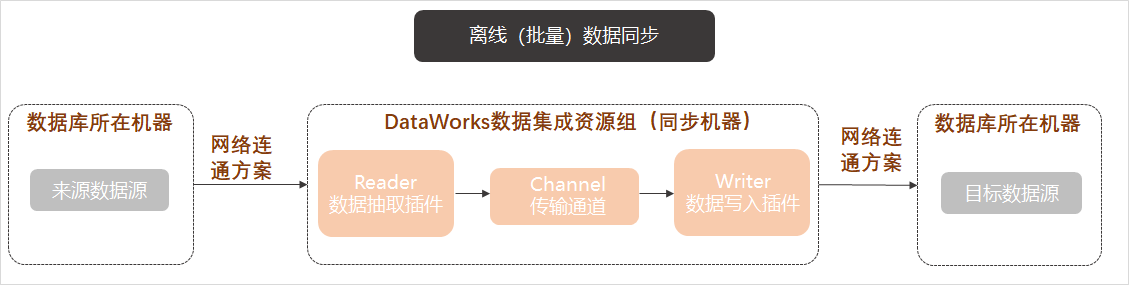 离线（批量）数据同步
数据库所在机器
来源数据源
网络连
通方案
DataWorks数据集成资源组（同步机器）
Reader
数据抽取插件
Channel
传输通道
Writer
数据写入插件
网络连
通方案
数据库所在机器
目标数据源